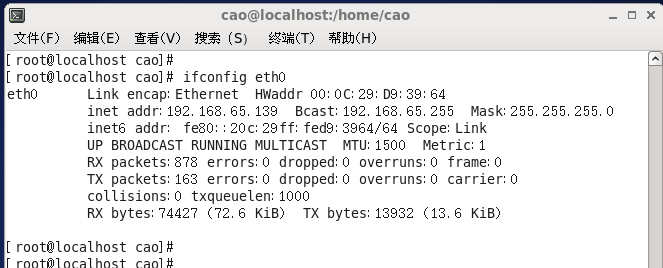 cao@localhost:/home/cao
文件(F) 编辑(E) 查看(V) 搜索 (S) 终端(T) 帮助(H)
[root@localhost cao]#
[root@localhost cao]# ifconfig eth0
eth0 Link encap:Ethernet HWaddr 00:0C:29:D9:39:64
inet addr:192.168.65.139 Bcast:192.168.65.255 Mask:255.255.255.0
inet6 addr: fe80::20c:29ff:fed9:3964/64 Scope:Link
UP BROADCAST RUNNING MULTICAST MTU:1500 Metric:1
RX packets:878 errors:0 dropped:0 overruns:0 frame:0
TX packets:163 errors:0 dropped:0 overruns:0 carrier:0
collisions:0 txqueuelen:1000
RX bytes:74427 (72.6 KiB) TX bytes:13932 (13.6 KiB)
[root@localhost cao]#
[root@localhost cao]#